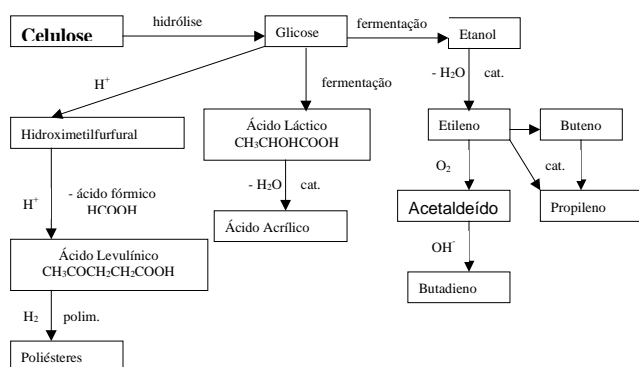 hidrólise
fermentação
Celulose
Glicose
Etanol
H⁺
fermentação
- H₂O cat.
Hidroximetilfurfural
Ácido Láctico
CH₃CHOHCOOH
Etileno
Buteno
O₂
cat.
H⁺
- ácido fórmico
HCOOH
- H₂O cat.
Acetaldeído
Propileno
Ácido Acrílico
OH⁻
Ácido Levulínico
CH₃COCH₂CH₂COOH
Butadieno
H₂ polim.
Poliésteres